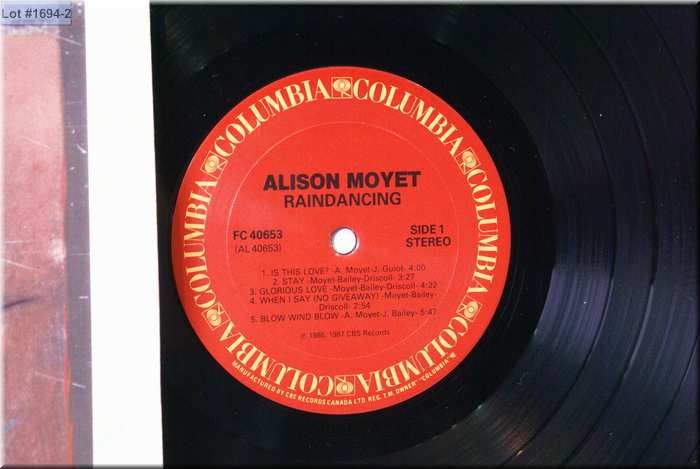 Lot #1694-2
COLUMBIA COLUMBIA COLUMBIA COLUMBIA COLUMBIA COLUMBIA
ALISON MOYET
RAINDANCING
FC 40653
(AL 40653)
SIDE 1
STEREO
1. IS THIS LOVE? -A. Moyet-J. Guiot- 4:00
2. STAY -Moyet-Bailey-Driscoll- 3:27
3. GLORIOUS LOVE -Moyet-Bailey-Driscoll- 4:22
4. WHEN I SAY (NO GIVEAWAY) -Moyet-Bailey-
Driscoll- 2:54
5. BLOW WIND BLOW -A. Moyet-J. Bailey- 5:47
℗ 1986, 1987 CBS Records
MANUFACTURED BY CBS RECORDS CANADA LTD. REG. T.M. OWNER "COLUMBIA"